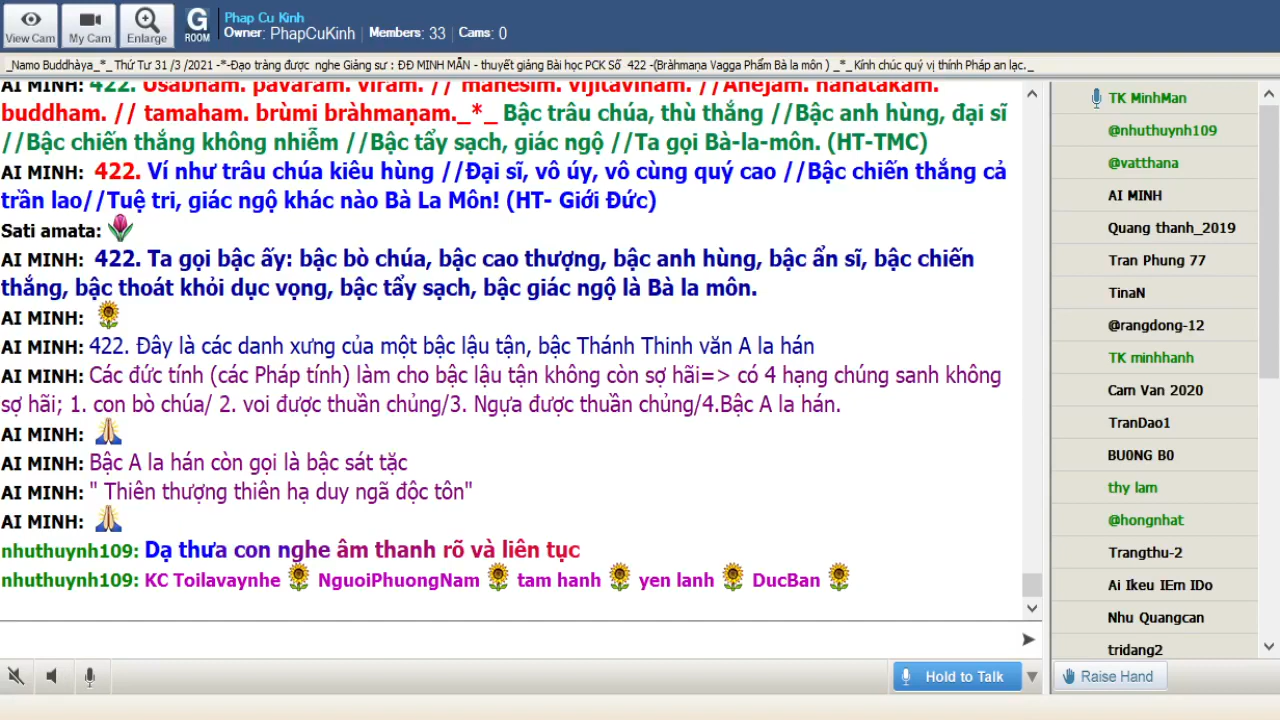 Phap Cu Kinh
Owner: PhapCuKinh | Members: 33 | Cams: 0
View Cam My Cam Enlarge G ROOM
_Namo Buddhàya_*_ Thứ Tư 31 /3 /2021 -*-Đạo tràng được nghe Giảng sư : ĐĐ MINH MẪN - thuyết giảng Bài học PCK Số 422 -(Bràhmaṇa Vagga Phẩm Bà la môn ) _*_ Kính chúc quý vị thính Pháp an lạc._
AI MINH: 422. Usabhaṁ. pavaraṁ. vīraṁ. // mahesiṁ. vijitāvinaṁ. //Anejaṁ. nahātakaṁ.
buddham. // tamaham. brùmi bràhmaṇam._*_ Bậc trâu chúa, thù thắng //Bậc anh hùng, đại sĩ
//Bậc chiến thắng không nhiễm //Bậc tẩy sạch, giác ngộ //Ta gọi Bà-la-môn. (HT-TMC)
AI MINH: 422. Ví như trâu chúa kiêu hùng //Đại sĩ, vô úy, vô cùng quý cao //Bậc chiến thắng cả
trần lao//Tuệ tri, giác ngộ khác nào Bà La Môn! (HT- Giới Đức)
Sati amata:
AI MINH: 422. Ta gọi bậc ấy: bậc bò chúa, bậc cao thượng, bậc anh hùng, bậc ẩn sĩ, bậc chiến
thắng, bậc thoát khỏi dục vọng, bậc tẩy sạch, bậc giác ngộ là Bà la môn.
AI MINH:
AI MINH: 422. Đây là các danh xưng của một bậc lậu tận, bậc Thánh Thinh văn A la hán
AI MINH: Các đức tính (các Pháp tính) làm cho bậc lậu tận không còn sợ hãi=> có 4 hạng chúng sanh không
sợ hãi; 1. con bò chúa/ 2. voi được thuần chủng/3. Ngựa được thuần chủng/4.Bậc A la hán.
AI MINH:
AI MINH: Bậc A la hán còn gọi là bậc sát tặc
AI MINH: " Thiên thượng thiên hạ duy ngã độc tôn"
AI MINH:
nhuthuynh109: Dạ thưa con nghe âm thanh rõ và liên tục
nhuthuynh109: KC Toilavaynhe NguoiPhuongNam tam hanh yen lanh DucBan
Hold to Talk
TK MinhMan
@nhuthuynh109
@vatthana
AI MINH
Quang thanh_2019
Tran Phung 77
TinaN
@rangdong-12
TK minhhanh
Cam Van 2020
TranDao1
BU0NG B0
thy lam
@hongnhat
Trangthu-2
Ai Ikeu IEm IDo
Nhu Quangcan
tridang2
Raise Hand